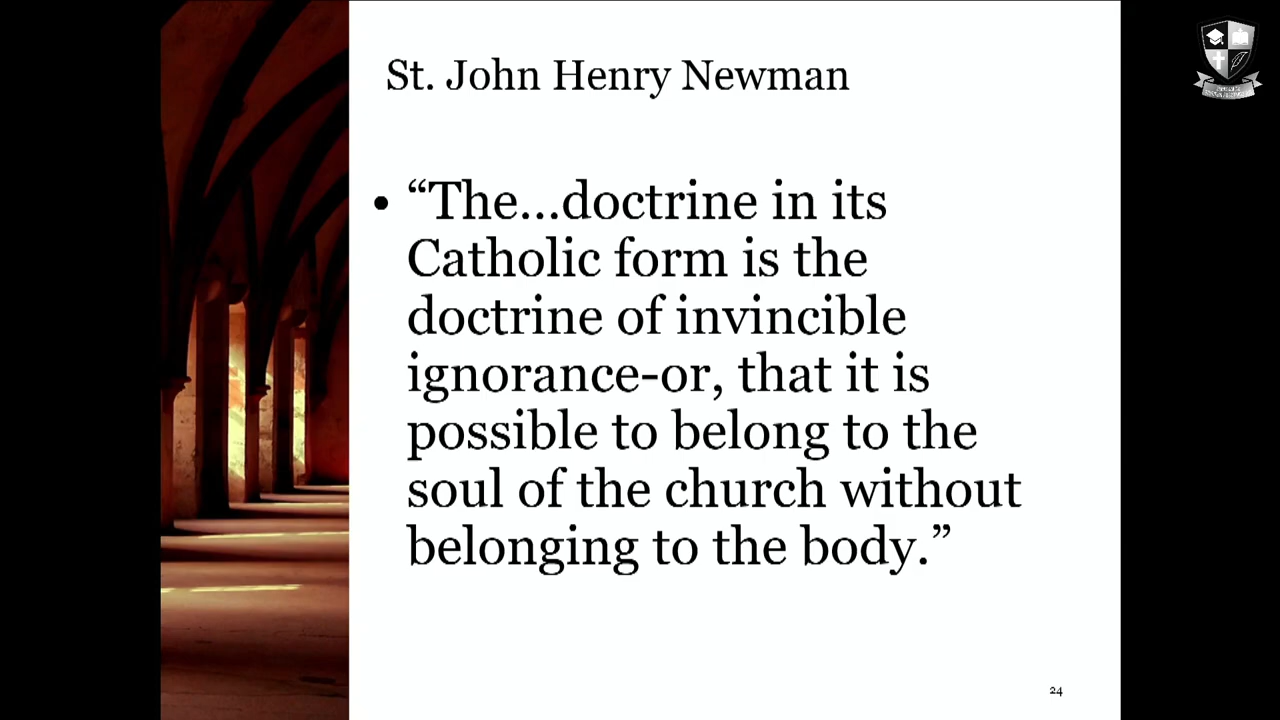 St. John Henry Newman
• “The...doctrine in its
Catholic form is the
doctrine of invincible
ignorance-or, that it is
possible to belong to the
soul of the church without
belonging to the body.”
24